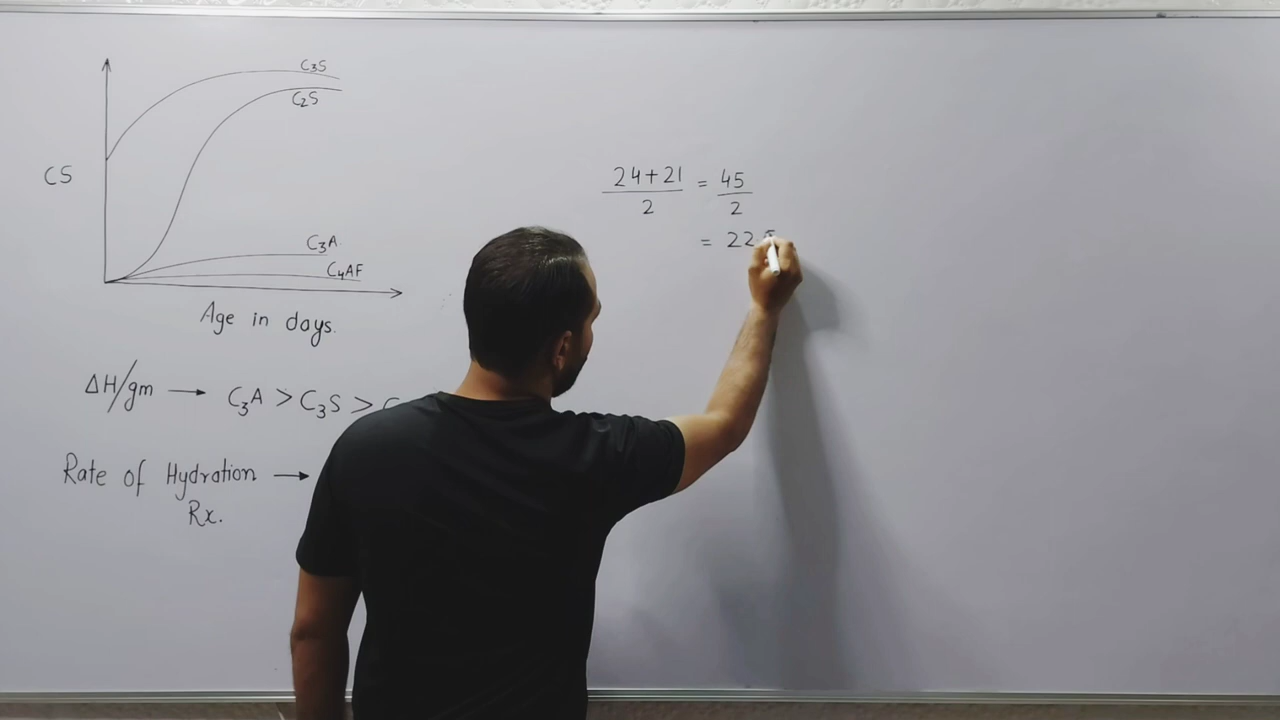 C3S
C2S
CS
C3A
C4AF
Age in days.
ΔH/gm → C3A > C3S >
Rate of Hydration →
Rx.
24+21 = 45
2 2
= 22.5